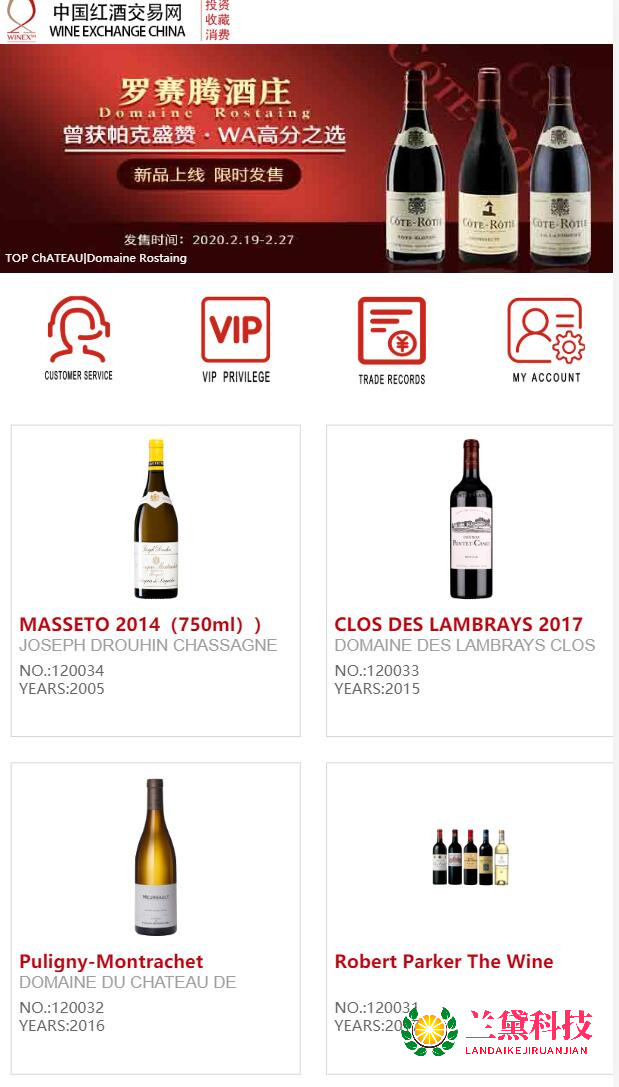 中国红酒交易网
WINE EXCHANGE CHINA
投资
收藏
消费
WINEX
罗赛腾酒庄
Domaine Rostaing
曾获帕克盛赞·WA高分之选
新品上线 限时发售
发售时间：2020.2.19-2.27
CÔTE-RÔTIE
CÔTE-RÔTIE
CÔTE-RÔTIE
TOP ChATEAU|Domaine Rostaing
VIP
CUSTOMER SERVICE
VIP PRIVILEGE
TRADE RECORDS
MY ACCOUNT
MASSETO 2014（750ml））
JOSEPH DROUHIN CHASSAGNE
NO.:120034
YEARS:2005
CLOS DES LAMBRAYS 2017
DOMAINE DES LAMBRAYS CLOS
NO.:120033
YEARS:2015
MEURSAULT
Puligny-Montrachet
DOMAINE DU CHATEAU DE
NO.:120032
YEARS:2016
Robert Parker The Wine
NO.:120031
兰黛科技
LANDAIKEJIRUANJIAN